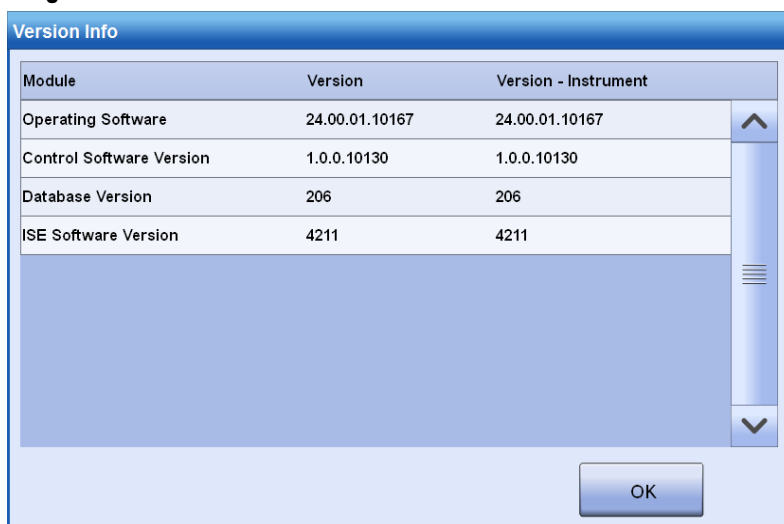 Version Info
Module Version Version - Instrument
Operating Software 24.00.01.10167 24.00.01.10167
Control Software Version 1.0.0.10130 1.0.0.10130
Database Version 206 206
ISE Software Version 4211 4211
OK